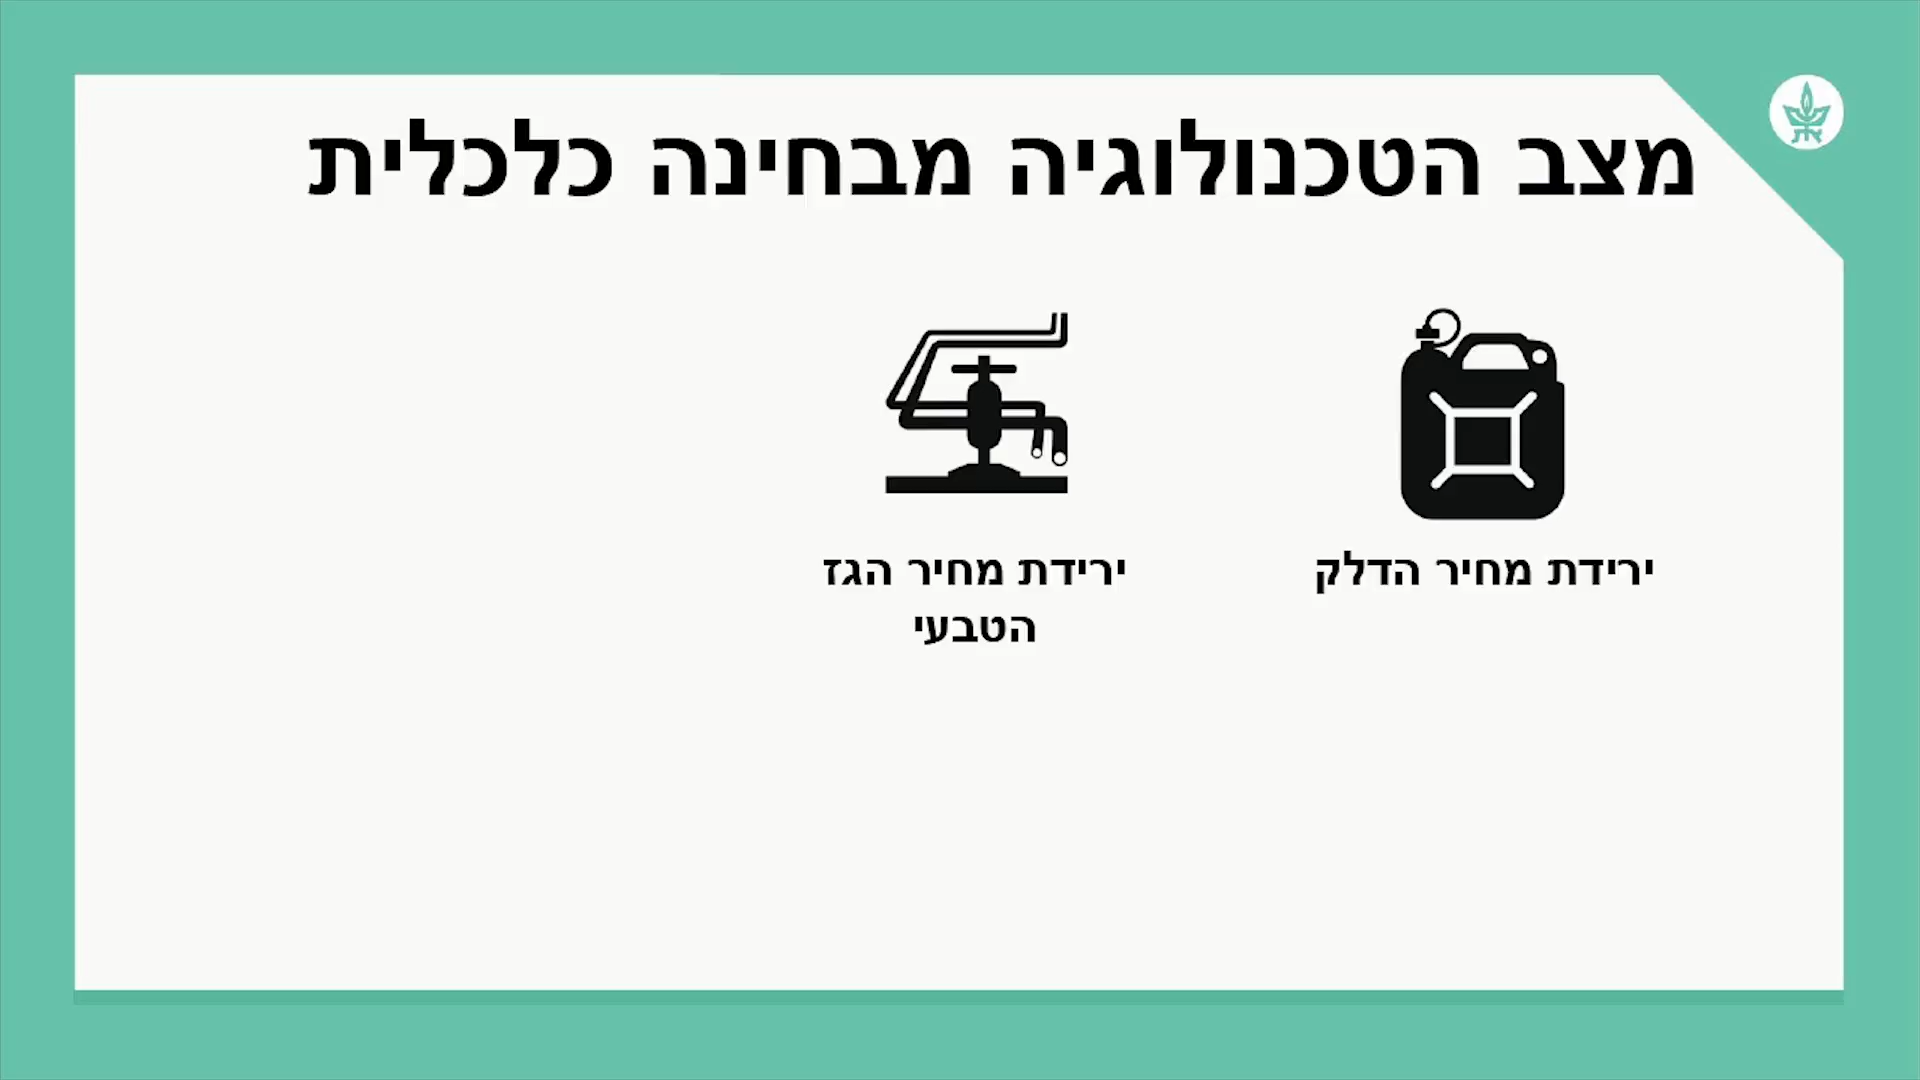 מצב הטכנולוגיה מבחינה כלכלית
ירידת מחיר הדלק
ירידת מחיר הגז
הטבעי